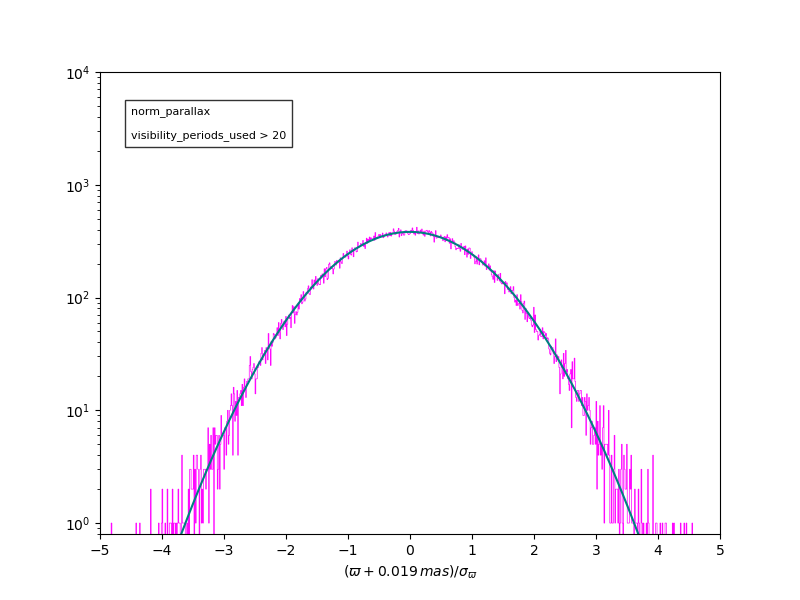 10^4
norm_parallax
visibility_periods_used > 20
10^3
10^2
10^1
10^0
−5 −4 −3 −2 −1 0 1 2 3 4 5
(ϖ + 0.019 mas)/σ_ϖ